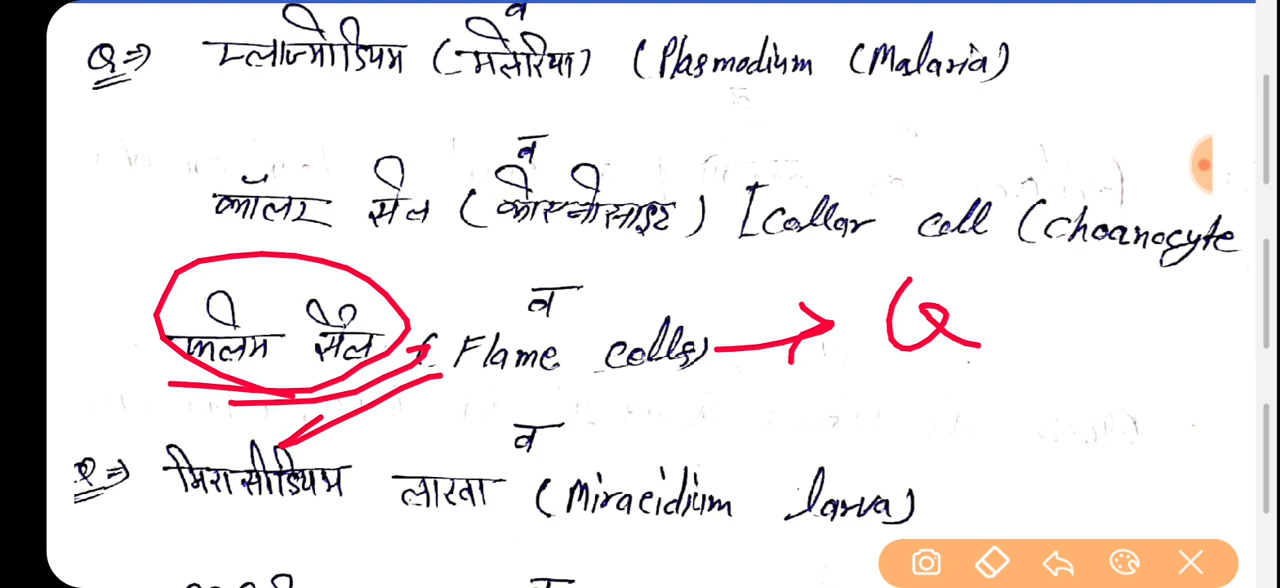 व
Q⇒ प्लाज्मोडियम (मलेरिया) (Plasmodium (Malaria)
व
कॉलर सेल (कोएनोसाइट) [Collar cell (Choanocyte
व
फ्लेम सैल (Flame cells) → Q
व
Q⇒ मिरासीडियम लारवा (Miracidium larva)